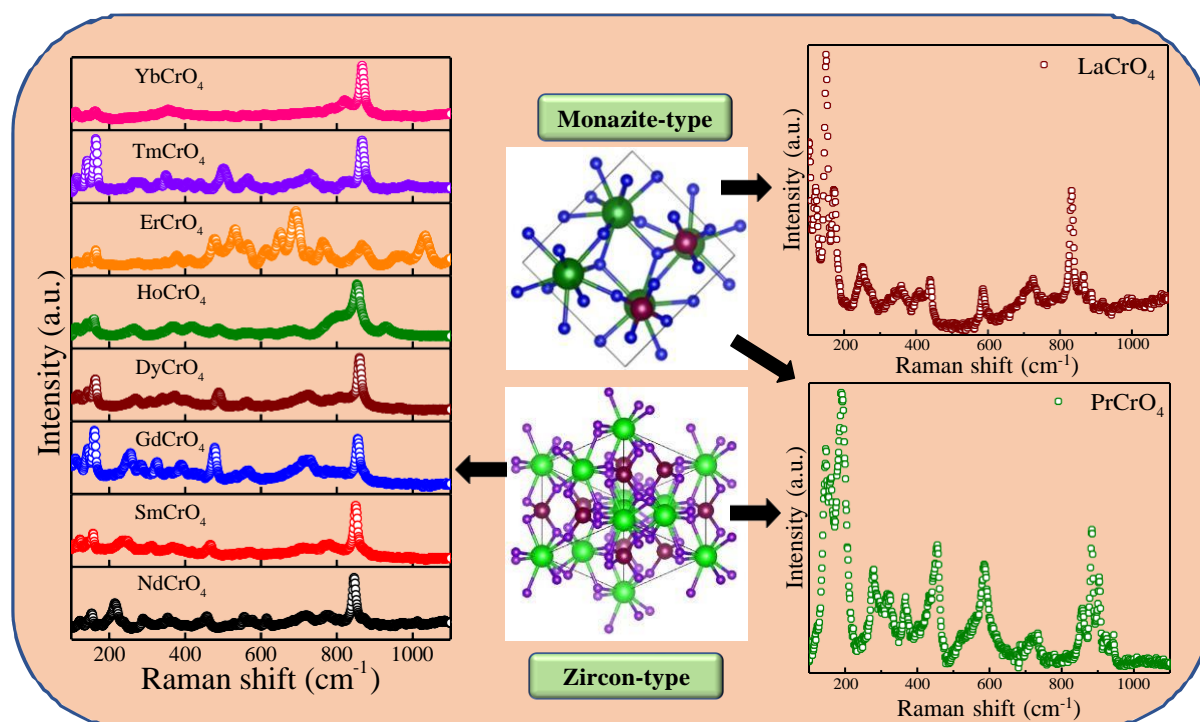 YbCrO4
TmCrO4
ErCrO4
HoCrO4
DyCrO4
GdCrO4
SmCrO4
NdCrO4
Intensity (a.u.)
200 400 600 800 1000
Raman shift (cm-1)
Monazite-type
Zircon-type
LaCrO4
Intensity (a.u.)
200 400 600 800 1000
Raman shift (cm-1)
PrCrO4
Intensity (a.u.)
200 400 600 800 1000
Raman shift (cm-1)